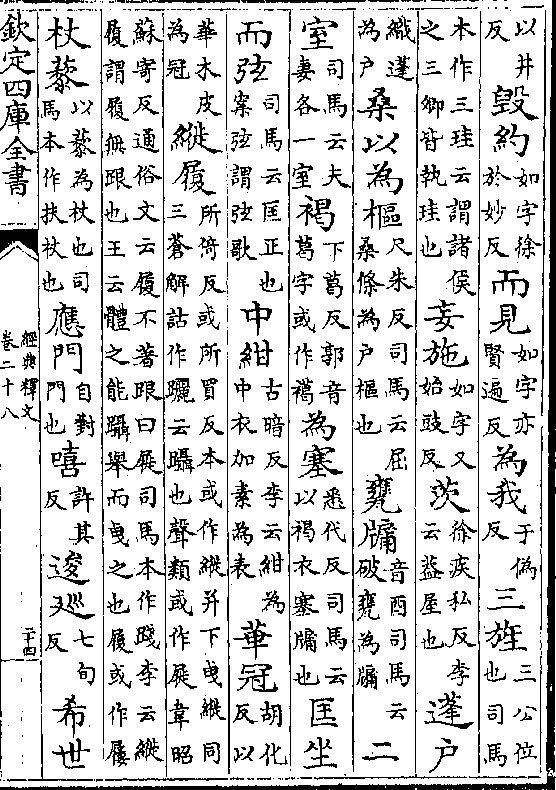 以井反毀約如字徐於妙反而見如字亦賢遍反為我于偽反三旌三公位也司馬
本作三珪云謂諸侯之三卿皆執珪也妄施如字又始豉反茨徐疾私反李云葢屋也蓬戶
織蓬為戶桑以為樞尺朱反司馬云屈桑條為戶樞也甕牖音酉司馬云破甕為牖二
室司馬云夫妻各一室褐下葛反郭音葛字或作䙎為塞悉代反司馬云以褐衣塞牖也匡坐
而弦司馬云匡正也案弦謂弦歌中紺古暗反李云紺為中衣加素為表華冠胡化反以
華木皮為冠縰履所倚反或所買反本或作縰并下曳縰同三蒼解詁作躧云躡也聲類或作屣韋昭
蘇寄反通俗文云履不著跟曰屣司馬本作踐李云縰履謂履無跟也王云體之能躡舉而曳之也履或作屨
杖藜以藜為杖也司馬本作扶杖也應門自對門也嘻許其反逡巡七旬反希世
欽定四庫全書
經典釋文
卷二十八
二十四